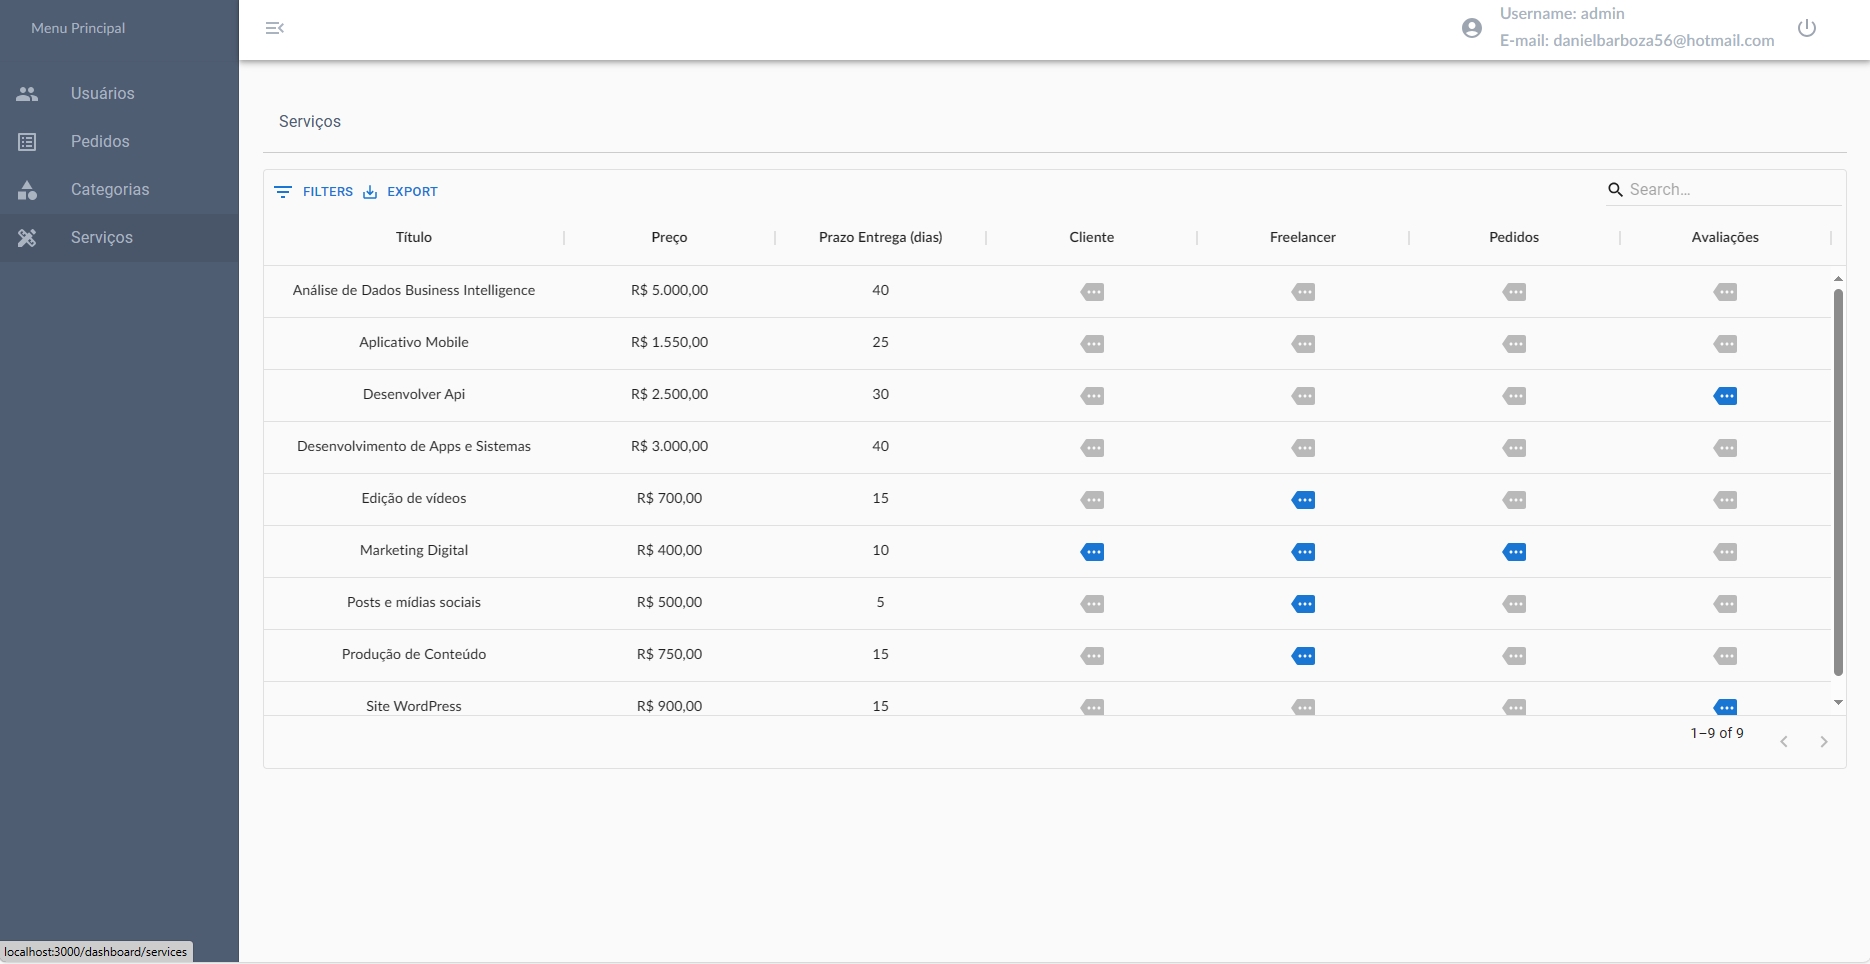 Menu Principal
Username: admin
E-mail: danielbarboza56@hotmail.com
Usuários
Pedidos
Categorias
Serviços
Serviços
FILTERS EXPORT Search...
Título Preço Prazo Entrega (dias) Cliente Freelancer Pedidos Avaliações
Análise de Dados Business Intelligence R$ 5.000,00 40
Aplicativo Mobile R$ 1.550,00 25
Desenvolver Api R$ 2.500,00 30
Desenvolvimento de Apps e Sistemas R$ 3.000,00 40
Edição de vídeos R$ 700,00 15
Marketing Digital R$ 400,00 10
Posts e mídias sociais R$ 500,00 5
Produção de Conteúdo R$ 750,00 15
Site WordPress R$ 900,00 15
1–9 of 9
localhost:3000/dashboard/services